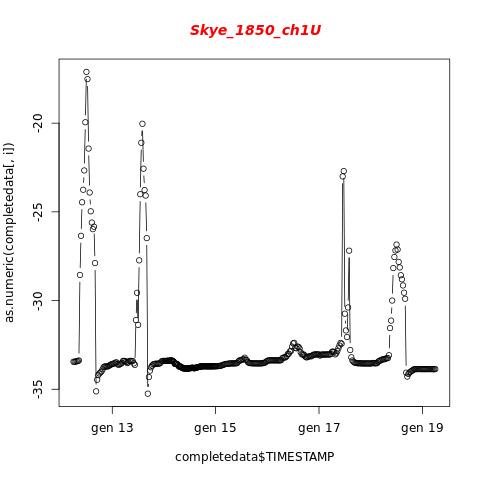 Skye_1850_ch1U
as.numeric(completedata[, i])
-20
-25
-30
-35
gen 13
gen 15
gen 17
gen 19
completedata$TIMESTAMP